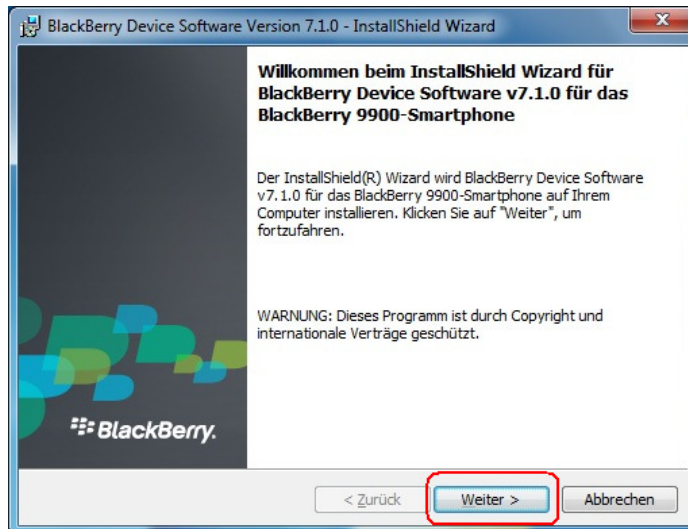 BlackBerry Device Software Version 7.1.0 - InstallShield Wizard
Willkommen beim InstallShield Wizard für
BlackBerry Device Software v7.1.0 für das
BlackBerry 9900-Smartphone
Der InstallShield(R) Wizard wird BlackBerry Device Software
v7.1.0 für das BlackBerry 9900-Smartphone auf Ihrem
Computer installieren. Klicken Sie auf "Weiter", um
fortzufahren.
WARNUNG: Dieses Programm ist durch Copyright und
internationale Verträge geschützt.
BlackBerry.
< Zurück Weiter > Abbrechen